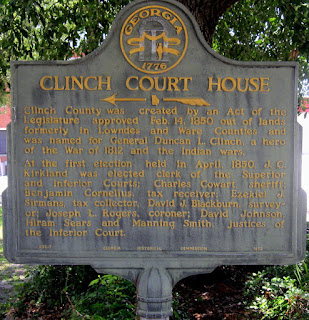 GEORGIA
1776
CLINCH COURT HOUSE
Clinch County was created by an Act of the
Legislature approved Feb. 14, 1850 out of lands
formerly in Lowndes and Ware Counties and
was named for General Duncan L. Clinch, a hero
of the War of 1812 and the Indian wars.
At the first election, held in April, 1850 J. C.
Kirkland was elected clerk of the Superior
and Inferior Courts; Charles Cowart, sheriff;
Benjamin Cornelius, tax receiver; Ezekiel J.
Sirmans, tax collector; David J. Blackburn, survey-
or; Joseph L. Rogers, coroner; David Johnson,
Hiram Sears and Manning Smith, justices of
the Inferior Court.
GEORGIA HISTORICAL COMMISSION